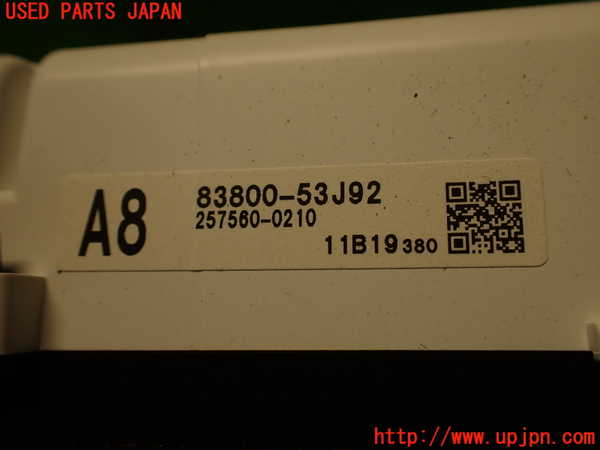 USED PARTS JAPAN
A8
83800-53J92
257560-0210
11B19 380
http://www.upjpn.com/